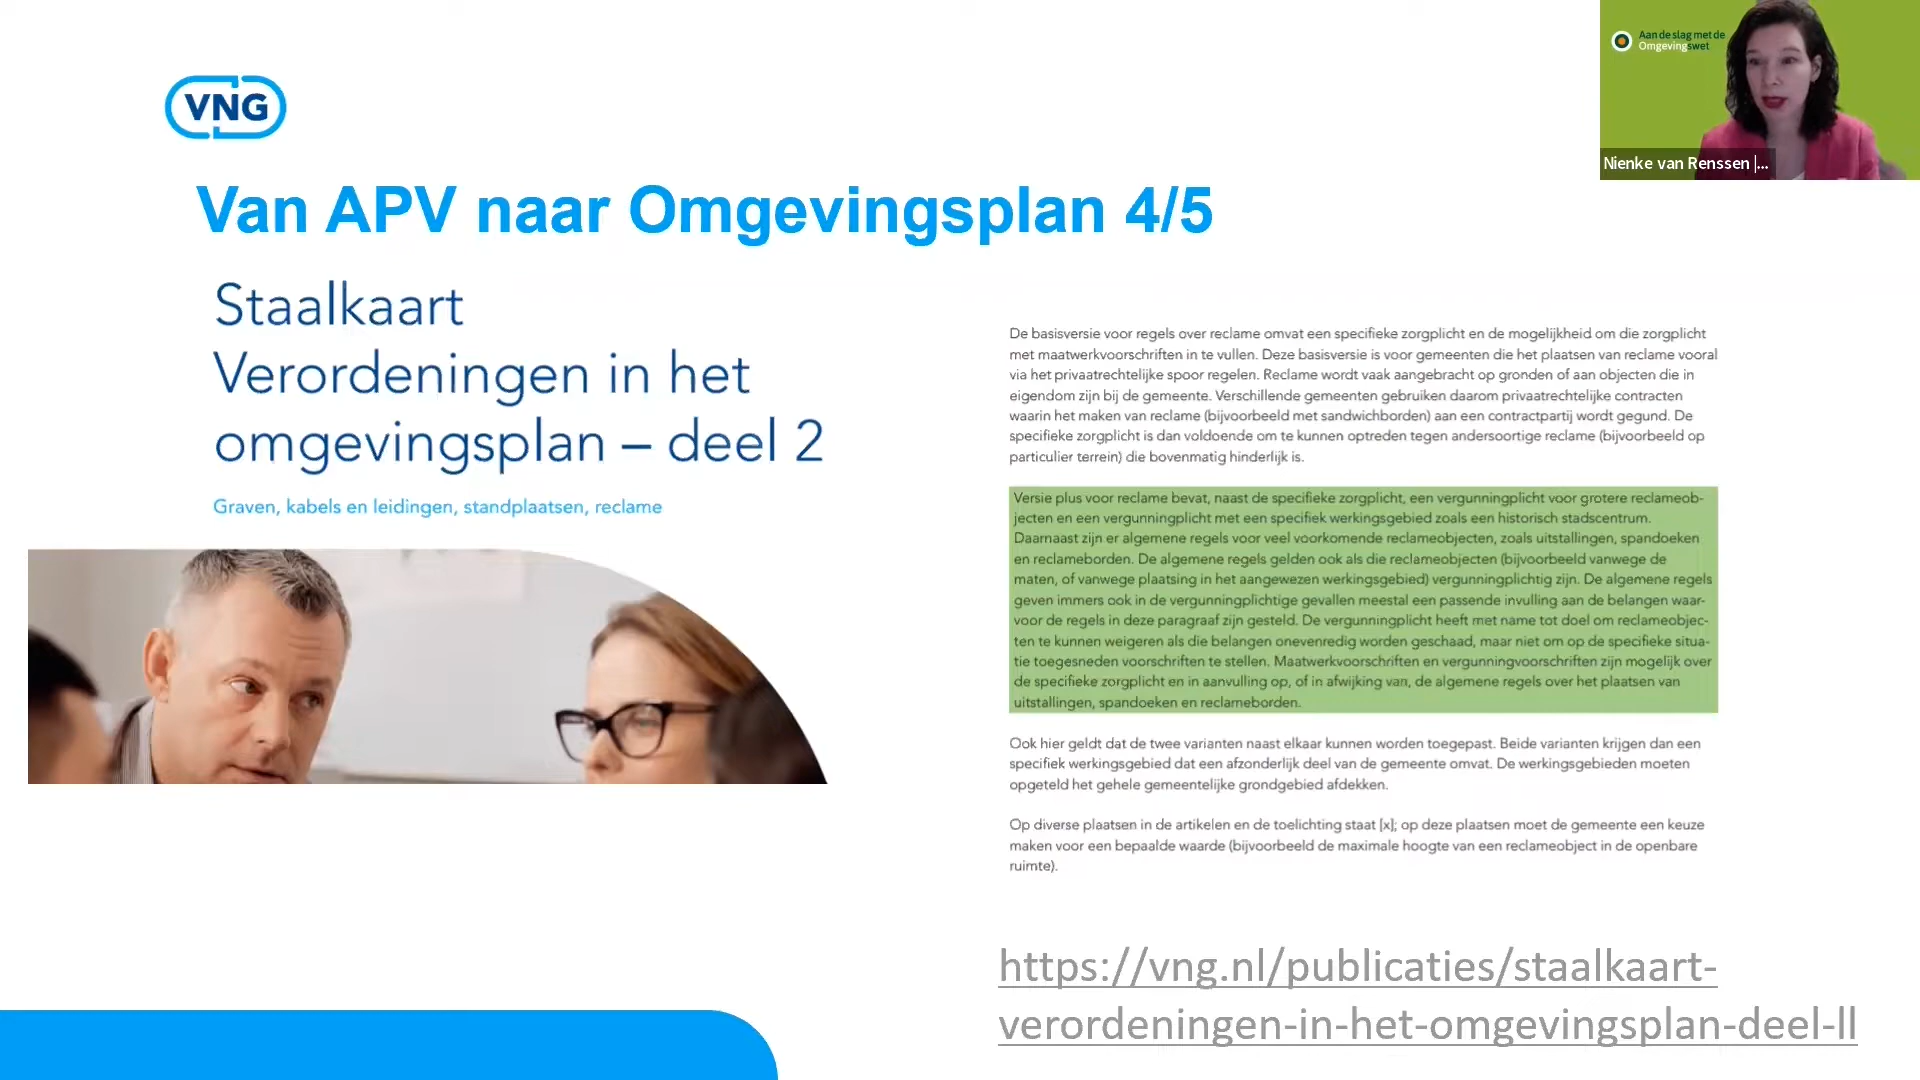 VNG
Aan de slag met de
Omgevingswet
Nienke van Renssen |...
Van APV naar Omgevingsplan 4/5
Staalkaart
Verordeningen in het
omgevingsplan – deel 2
Graven, kabels en leidingen, standplaatsen, reclame
De basisversie voor regels over reclame omvat een specifieke zorgplicht en de mogelijkheid om die zorgplicht
met maatwerkvoorschriften in te vullen. Deze basisversie is voor gemeenten die het plaatsen van reclame vooral
via het privaatrechtelijke spoor regelen. Reclame wordt vaak aangebracht op gronden of aan objecten die in
eigendom zijn bij de gemeente. Verschillende gemeenten gebruiken daarom privaatrechtelijke contracten
waarin het maken van reclame (bijvoorbeeld met sandwichborden) aan een contractpartij wordt gegund. De
specifieke zorgplicht is dan voldoende om te kunnen optreden tegen andersoortige reclame (bijvoorbeeld op
particulier terrein) die bovenmatig hinderlijk is.
Versie plus voor reclame bevat, naast de specifieke zorgplicht, een vergunningplicht voor grotere reclameob-
jecten en een vergunningplicht met een specifiek werkingsgebied zoals een historisch stadscentrum.
Daarnaast zijn er algemene regels voor veel voorkomende reclameobjecten, zoals uitstallingen, spandoeken
en reclameborden. De algemene regels gelden ook als die reclameobjecten (bijvoorbeeld vanwege de
maten, of vanwege plaatsing in het aangewezen werkingsgebied) vergunningplichtig zijn. De algemene regels
geven immers ook in de vergunningplichtige gevallen meestal een passende invulling aan de belangen waar-
voor de regels in deze paragraaf zijn gesteld. De vergunningplicht heeft met name tot doel om reclameobjec-
ten te kunnen weigeren als die belangen onevenredig worden geschaad, maar niet om op de specifieke situa-
tie toegesneden voorschriften te stellen. Maatwerkvoorschriften en vergunningvoorschriften zijn mogelijk over
de specifieke zorgplicht en in aanvulling op, of in afwijking van, de algemene regels over het plaatsen van
uitstallingen, spandoeken en reclameborden.
Ook hier geldt dat de twee varianten naast elkaar kunnen worden toegepast. Beide varianten krijgen dan een
specifiek werkingsgebied dat een afzonderlijk deel van de gemeente omvat. De werkingsgebieden moeten
opgeteld het gehele gemeentelijke grondgebied afdekken.
Op diverse plaatsen in de artikelen en de toelichting staat [x]; op deze plaatsen moet de gemeente een keuze
maken voor een bepaalde waarde (bijvoorbeeld de maximale hoogte van een reclameobject in de openbare
ruimte).
https://vng.nl/publicaties/staalkaart-
verordeningen-in-het-omgevingsplan-deel-ll